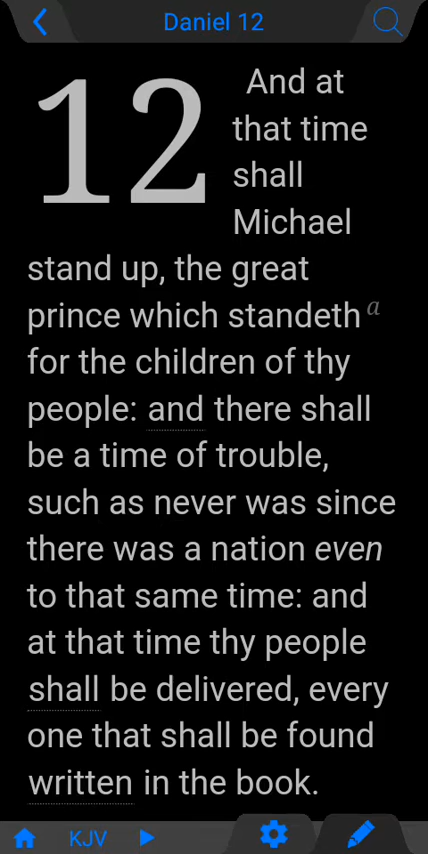 Daniel 12
12 And at
that time
shall
Michael
stand up, the great
prince which standeth a
for the children of thy
people: and there shall
be a time of trouble,
such as never was since
there was a nation even
to that same time: and
at that time thy people
shall be delivered, every
one that shall be found
written in the book.
KJV